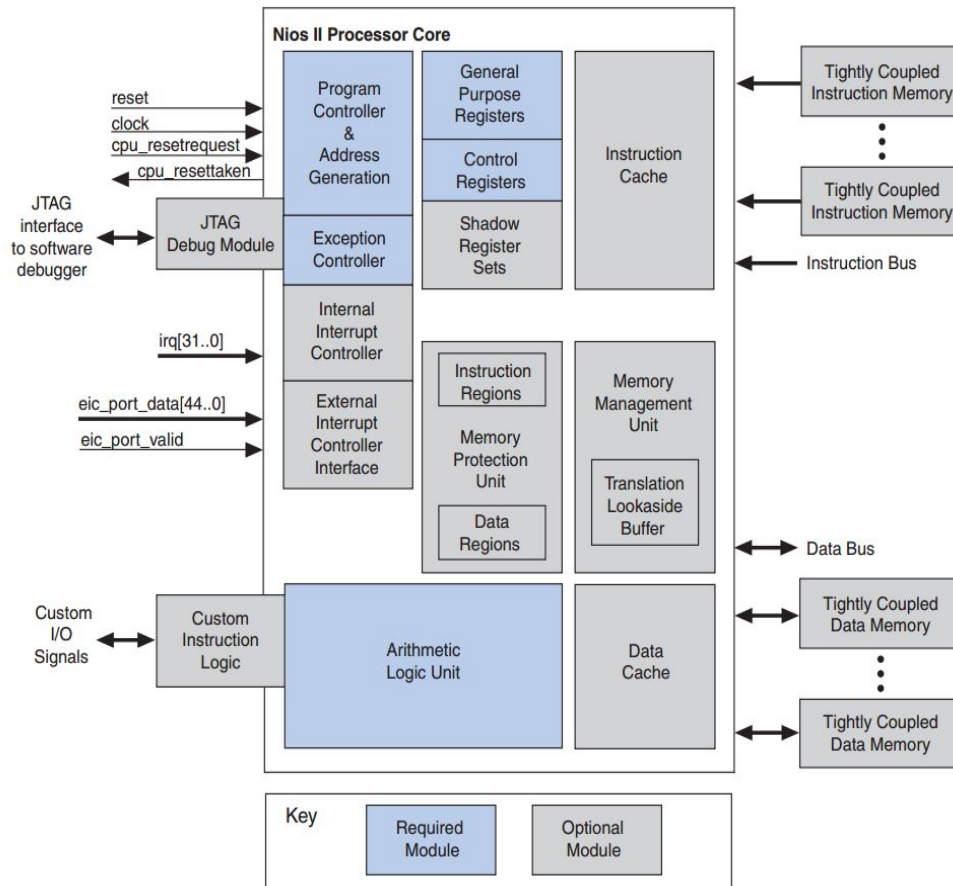 Nios II Processor Core
reset
clock
cpu_resetrequest
cpu_resettaken
JTAG
interface
to software
debugger
JTAG
Debug Module
irq[31..0]
eic_port_data[44..0]
eic_port_valid
Custom
I/O
Signals
Custom
Instruction
Logic
Program
Controller
&
Address
Generation
Exception
Controller
Internal
Interrupt
Controller
External
Interrupt
Controller
Interface
General
Purpose
Registers
Control
Registers
Shadow
Register
Sets
Instruction
Cache
Instruction
Regions
Memory
Protection
Unit
Data
Regions
Memory
Management
Unit
Translation
Lookaside
Buffer
Arithmetic
Logic Unit
Data
Cache
Tightly Coupled
Instruction Memory
Tightly Coupled
Instruction Memory
Instruction Bus
Data Bus
Tightly Coupled
Data Memory
Tightly Coupled
Data Memory
Key
Required
Module
Optional
Module